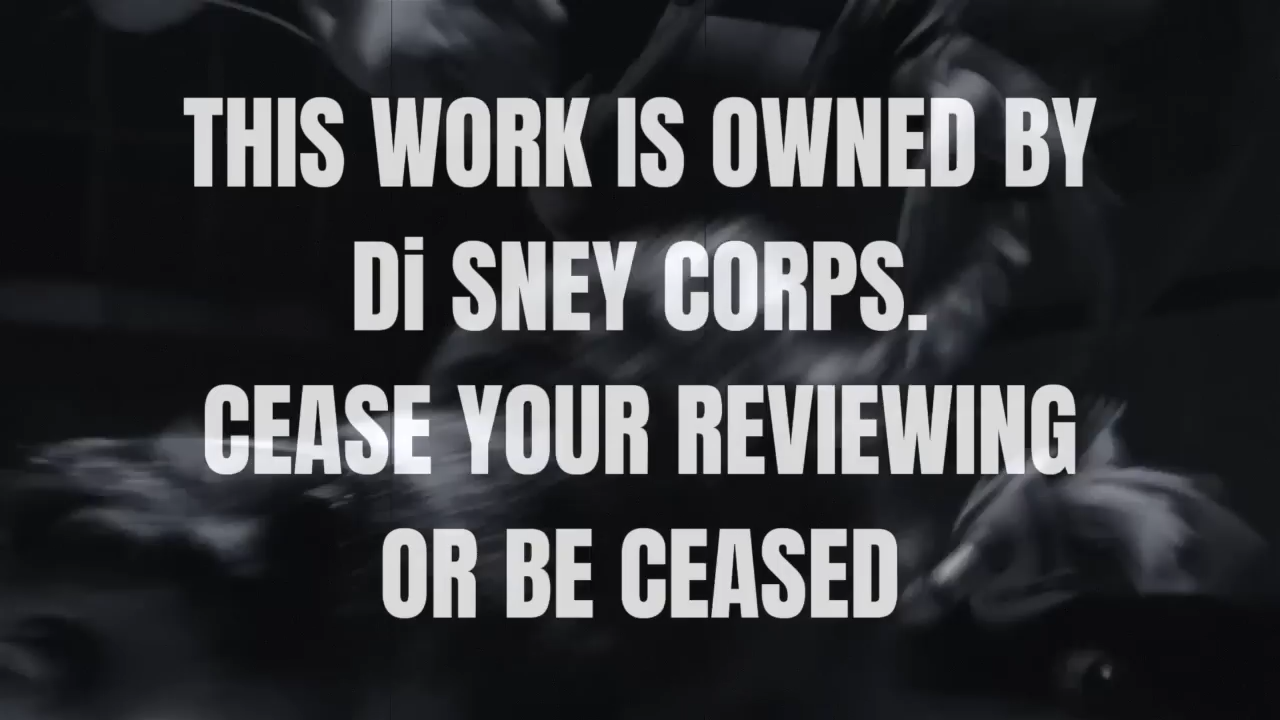 THIS WORK IS OWNED BY
Di SNEY CORPS.
CEASE YOUR REVIEWING
OR BE CEASED